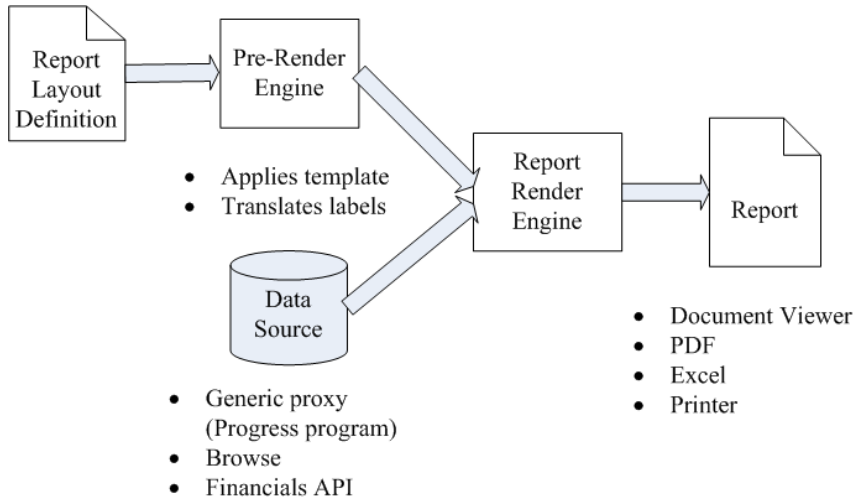 Report
Layout
Definition
Pre-Render
Engine
• Applies template
• Translates labels
Data
Source
• Generic proxy
(Progress program)
• Browse
• Financials API
Report
Render
Engine
Report
• Document Viewer
• PDF
• Excel
• Printer